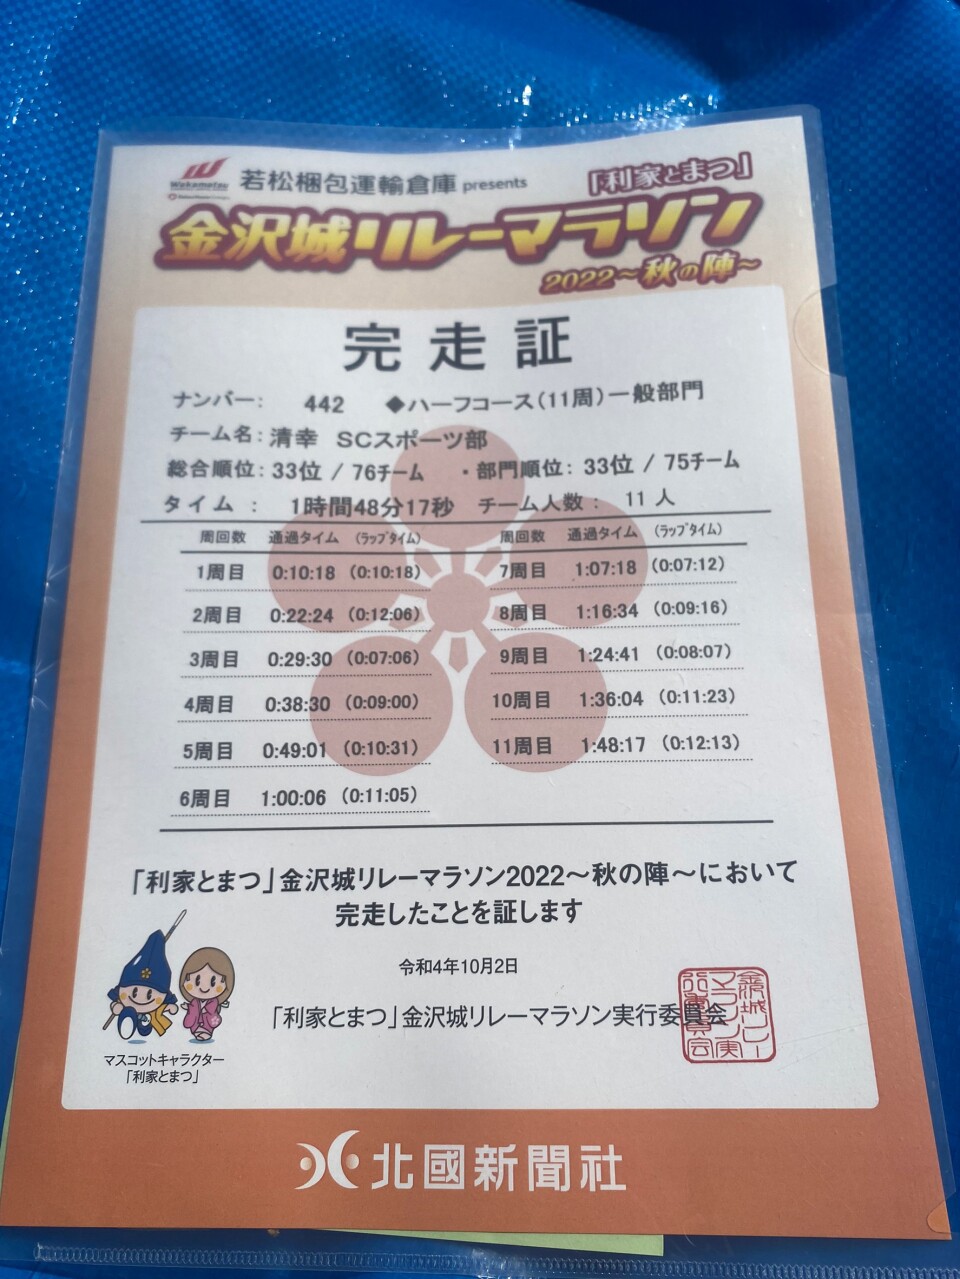 Wakamatsu 若松梱包運輸倉庫 presents
「利家とまつ」
金沢城リレーマラソン
2022～秋の陣～
完走証
ナンバー: 442 ◆ハーフコース(11周)一般部門
チーム名: 清幸 SCスポーツ部
総合順位: 33位 / 76チーム ・部門順位: 33位 / 75チーム
タイム : 1時間48分17秒 チーム人数 : 11 人
周回数 通過タイム (ラップタイム) 周回数 通過タイム (ラップタイム)
1周目 0:10:18 (0:10:18) 7周目 1:07:18 (0:07:12)
2周目 0:22:24 (0:12:06) 8周目 1:16:34 (0:09:16)
3周目 0:29:30 (0:07:06) 9周目 1:24:41 (0:08:07)
4周目 0:38:30 (0:09:00) 10周目 1:36:04 (0:11:23)
5周目 0:49:01 (0:10:31) 11周目 1:48:17 (0:12:13)
6周目 1:00:06 (0:11:05)
「利家とまつ」金沢城リレーマラソン2022～秋の陣～において
完走したことを証します
令和4年10月2日
「利家とまつ」金沢城リレーマラソン実行委員会
金沢城リレーマラソン実行委員会
マスコットキャラクター
「利家とまつ」
北國新聞社